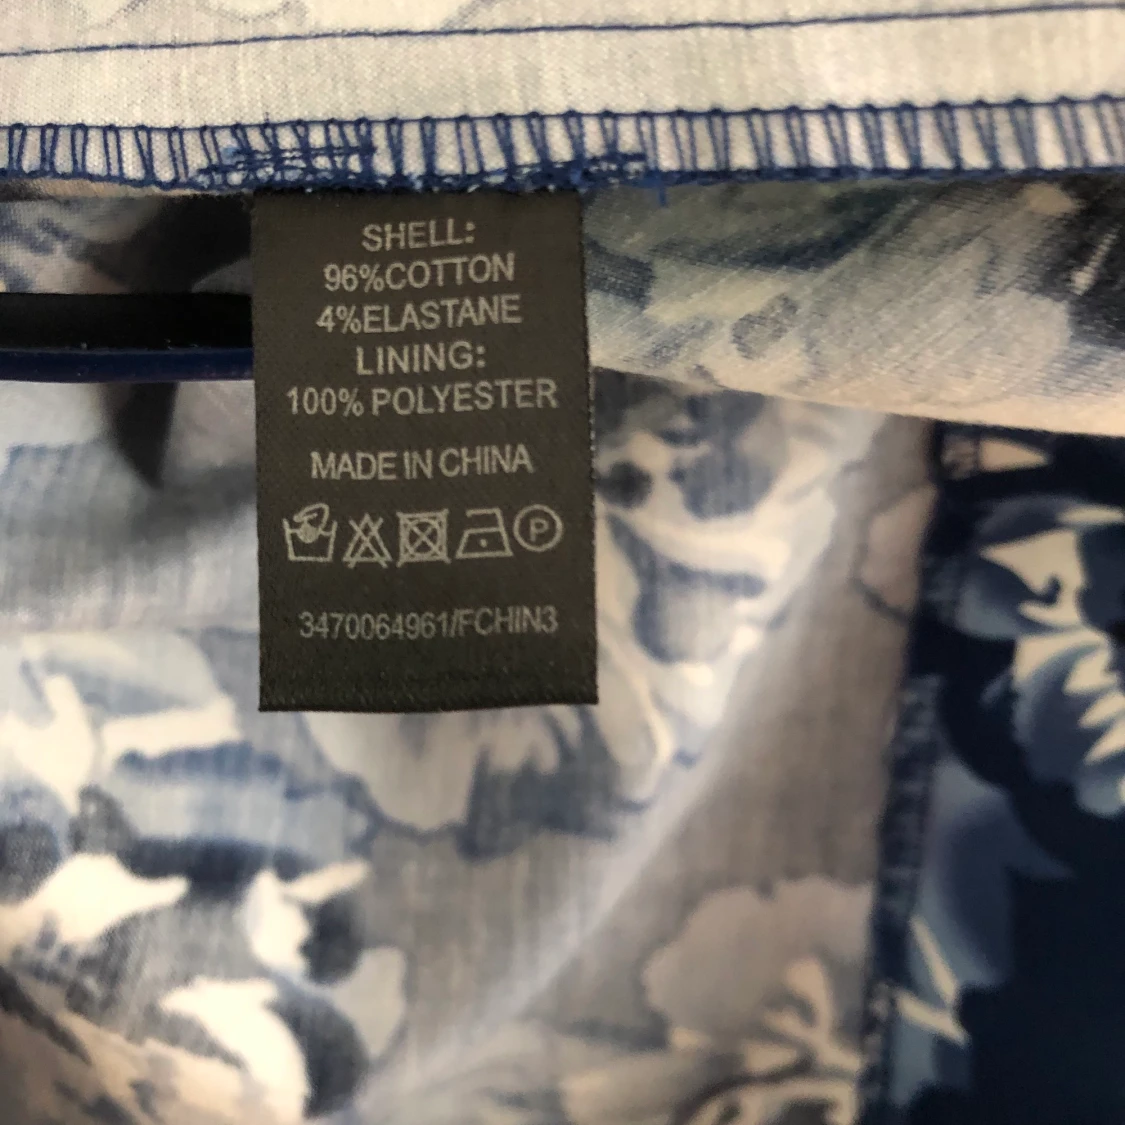 SHELL:
96%COTTON
4%ELASTANE
LINING:
100% POLYESTER
MADE IN CHINA
P
3470064961/FCHIN3